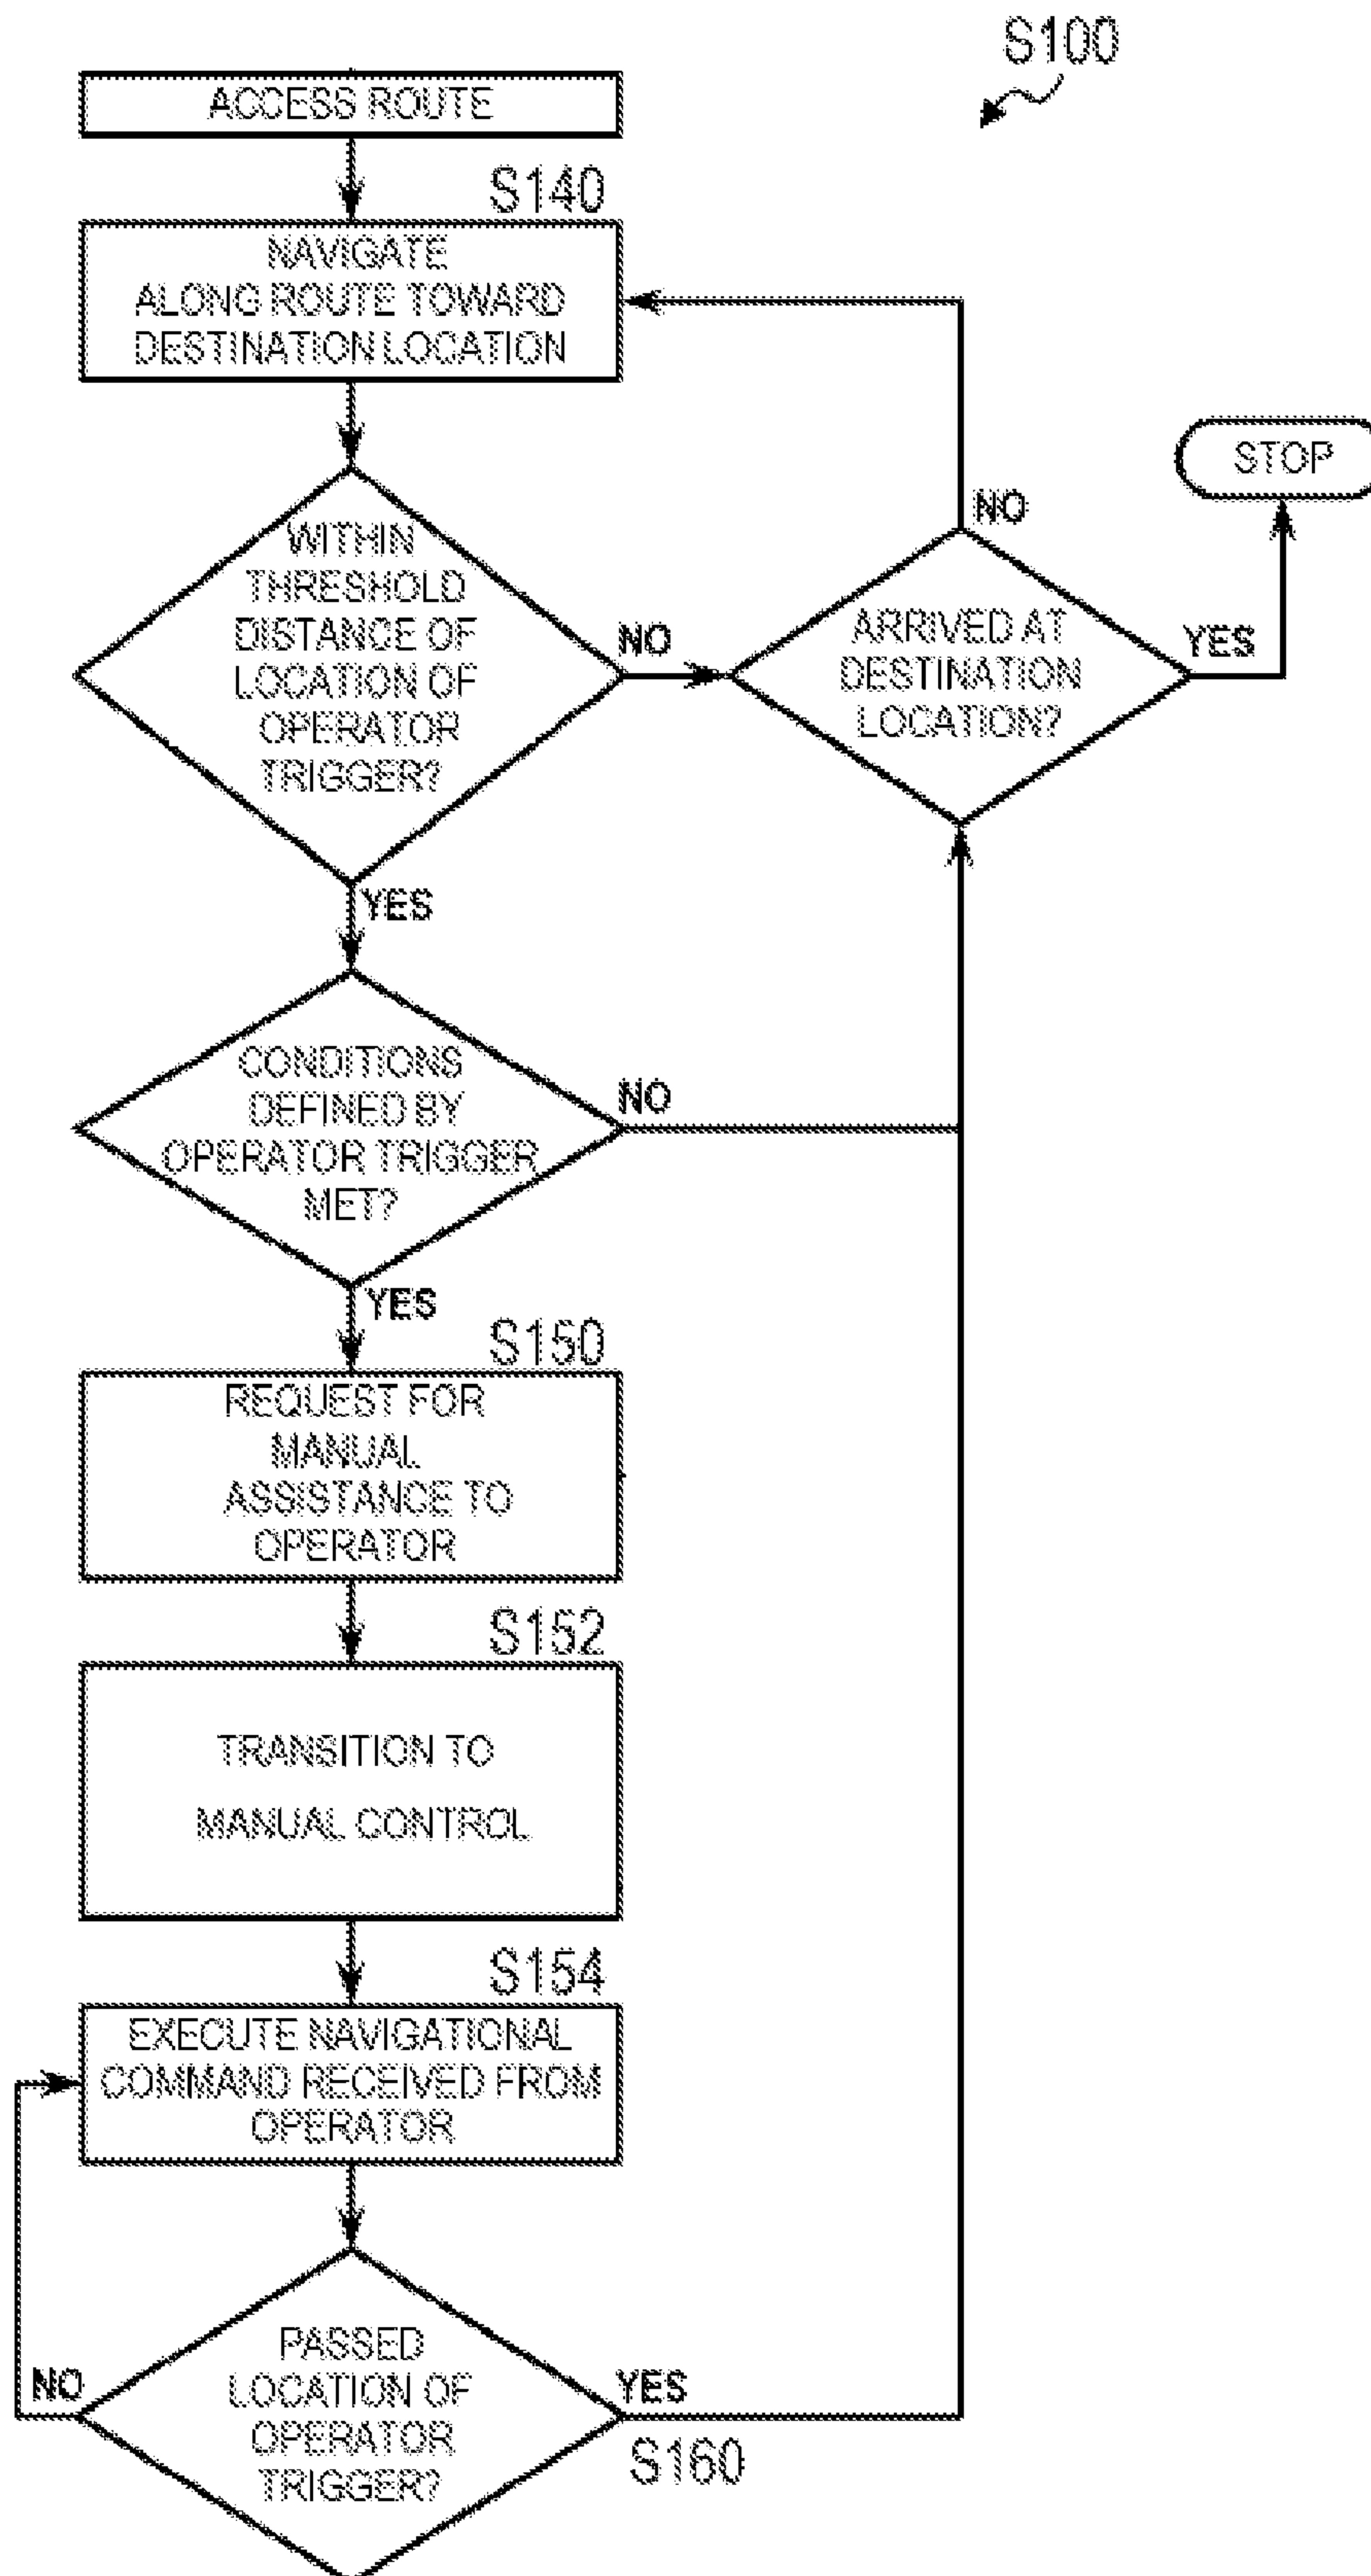 S100
ACCESS ROUTE
S140
NAVIGATE
ALONG ROUTE TOWARD
DESTINATION LOCATION
STOP
NO
WITHIN
THRESHOLD
DISTANCE OF
LOCATION OF
OPERATOR
TRIGGER?
NO
ARRIVED AT
DESTINATION
LOCATION?
YES
YES
CONDITIONS
DEFINED BY
OPERATOR TRIGGER
MET?
NO
YES
S150
REQUEST FOR
MANUAL
ASSISTANCE TO
OPERATOR
S152
TRANSITION TO
MANUAL CONTROL
S154
EXECUTE NAVIGATIONAL
COMMAND RECEIVED FROM
OPERATOR
NO
PASSED
LOCATION OF
OPERATOR
TRIGGER?
YES
S160